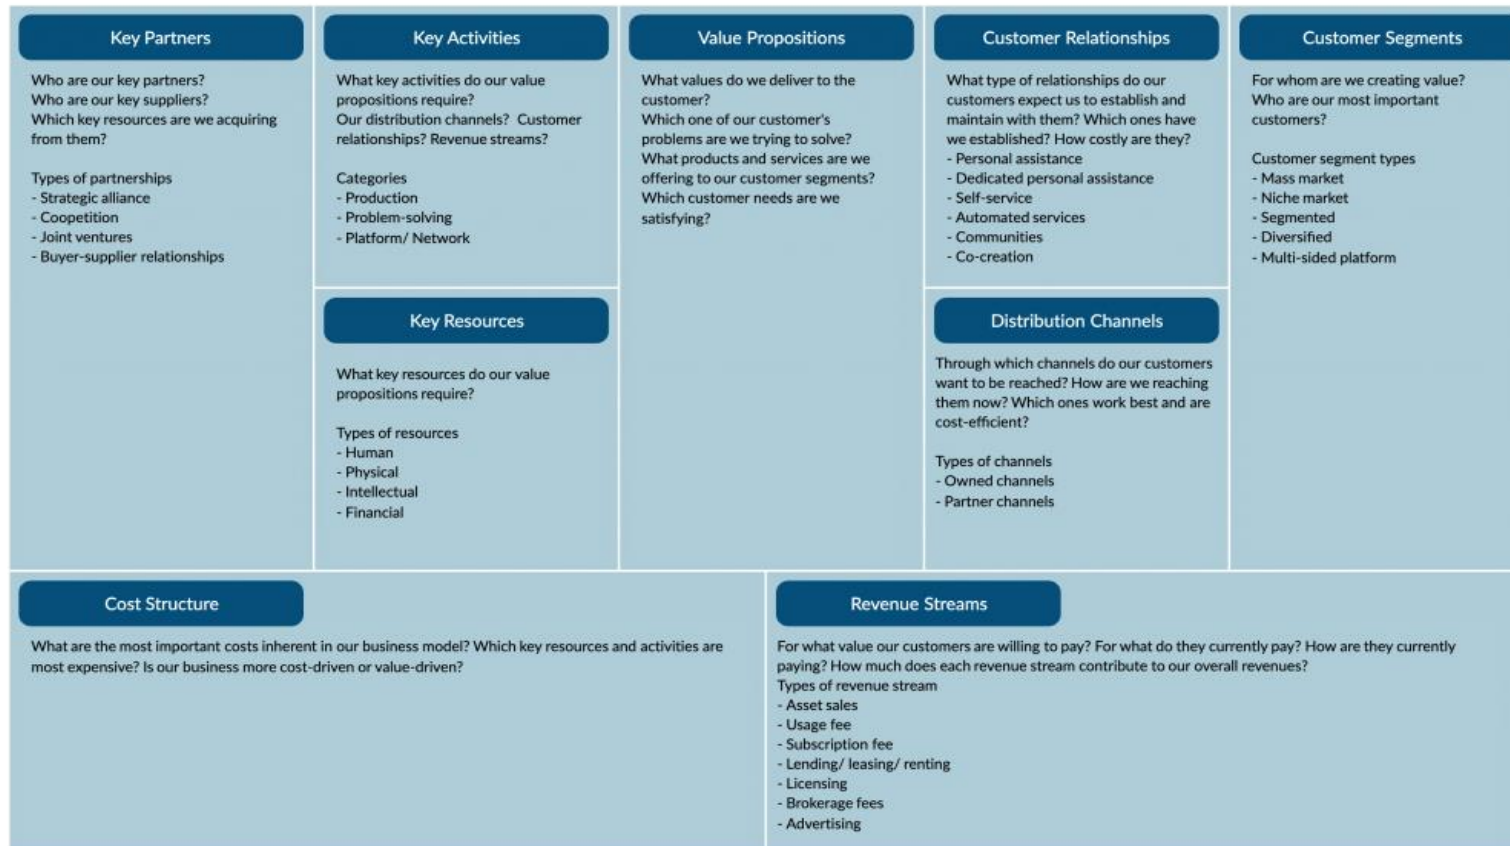 Key Partners
Who are our key partners?
Who are our key suppliers?
Which key resources are we acquiring
from them?
Types of partnerships
- Strategic alliance
- Coopetition
- Joint ventures
- Buyer-supplier relationships
Key Activities
What key activities do our value
propositions require?
Our distribution channels? Customer
relationships? Revenue streams?
Categories
- Production
- Problem-solving
- Platform/ Network
Key Resources
What key resources do our value
propositions require?
Types of resources
- Human
- Physical
- Intellectual
- Financial
Value Propositions
What values do we deliver to the
customer?
Which one of our customer's
problems are we trying to solve?
What products and services are we
offering to our customer segments?
Which customer needs are we
satisfying?
Customer Relationships
What type of relationships do our
customers expect us to establish and
maintain with them? Which ones have
we established? How costly are they?
- Personal assistance
- Dedicated personal assistance
- Self-service
- Automated services
- Communities
- Co-creation
Distribution Channels
Through which channels do our customers
want to be reached? How are we reaching
them now? Which ones work best and are
cost-efficient?
Types of channels
- Owned channels
- Partner channels
Customer Segments
For whom are we creating value?
Who are our most important
customers?
Customer segment types
- Mass market
- Niche market
- Segmented
- Diversified
- Multi-sided platform
Cost Structure
What are the most important costs inherent in our business model? Which key resources and activities are
most expensive? Is our business more cost-driven or value-driven?
Revenue Streams
For what value our customers are willing to pay? For what do they currently pay? How are they currently
paying? How much does each revenue stream contribute to our overall revenues?
Types of revenue stream
- Asset sales
- Usage fee
- Subscription fee
- Lending/ leasing/ renting
- Licensing
- Brokerage fees
- Advertising